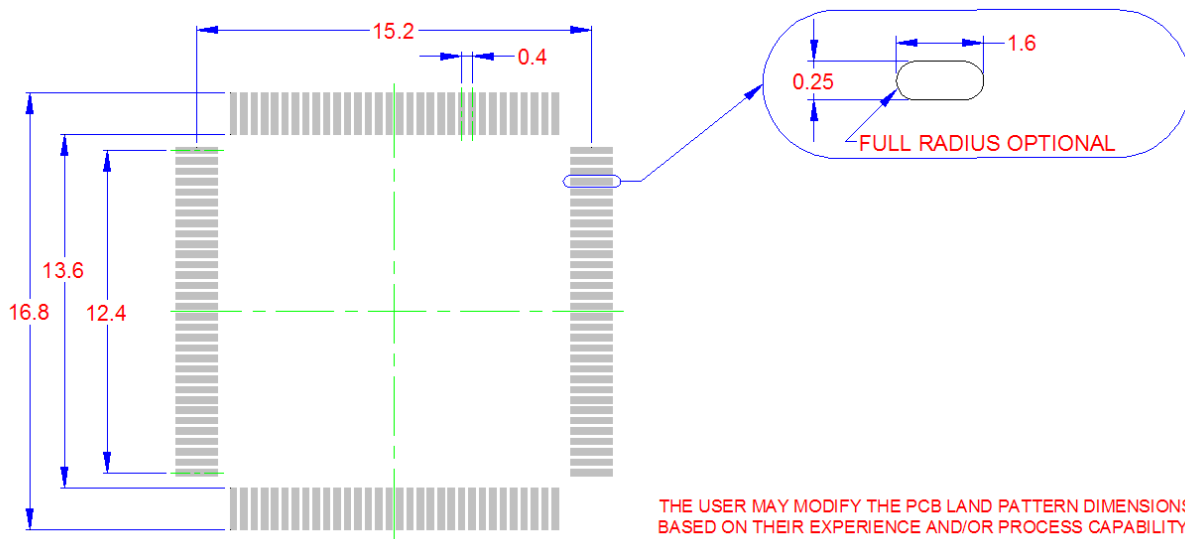 15.2
1.6
0.4
0.25
FULL RADIUS OPTIONAL
13.6
16.8
12.4
THE USER MAY MODIFY THE PCB LAND PATTERN DIMENSIONS
BASED ON THEIR EXPERIENCE AND/OR PROCESS CAPABILITY